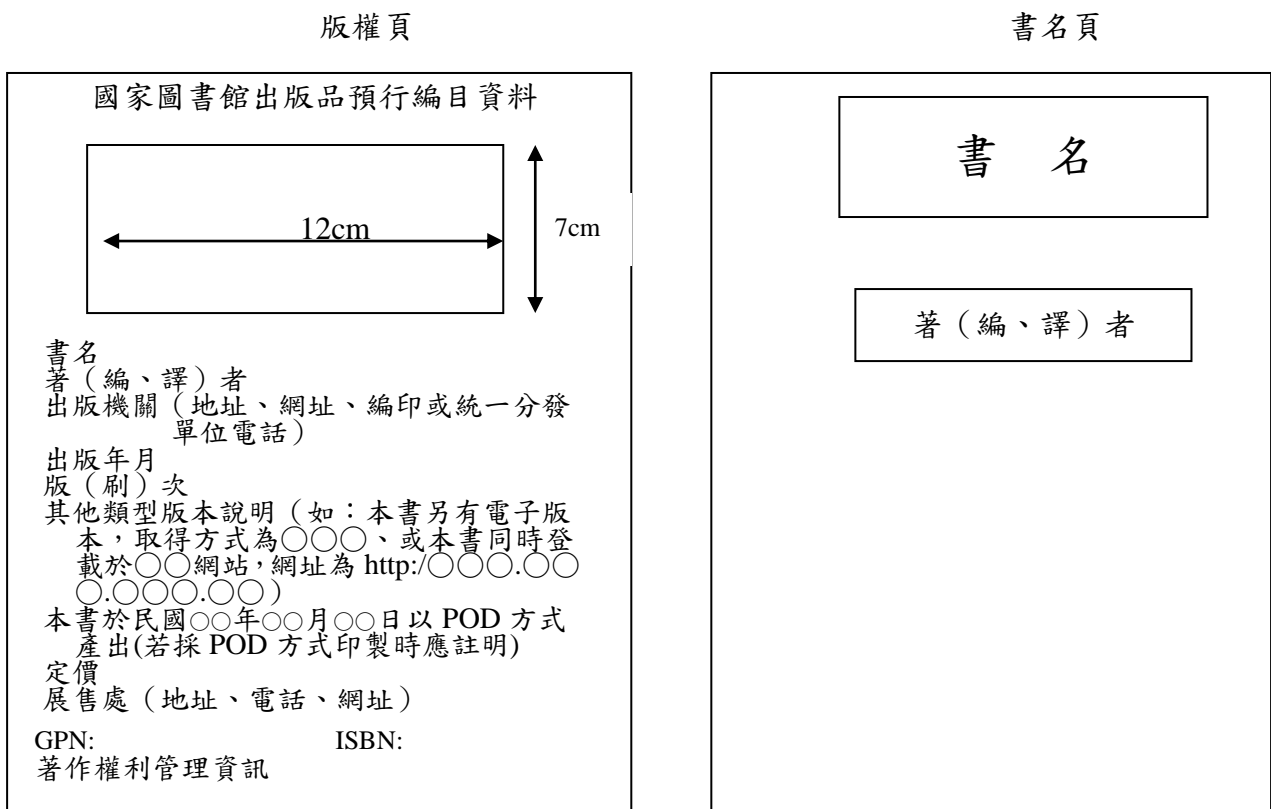 版權頁
國家圖書館出版品預行編目資料
12cm
7cm
書名
著（編、譯）者
出版機關（地址、網址、編印或統一分發
單位電話）
出版年月
版（刷）次
其他類型版本說明（如：本書另有電子版
本，取得方式為◯◯◯、或本書同時登
載於◯◯網站，網址為 http:/◯◯◯.◯◯
◯.◯◯◯.◯◯）
本書於民國○○年○○月○○日以 POD 方式
產出(若採 POD 方式印製時應註明)
定價
展售處（地址、電話、網址）
GPN: ISBN:
著作權利管理資訊
書名頁
書 名
著（編、譯）者